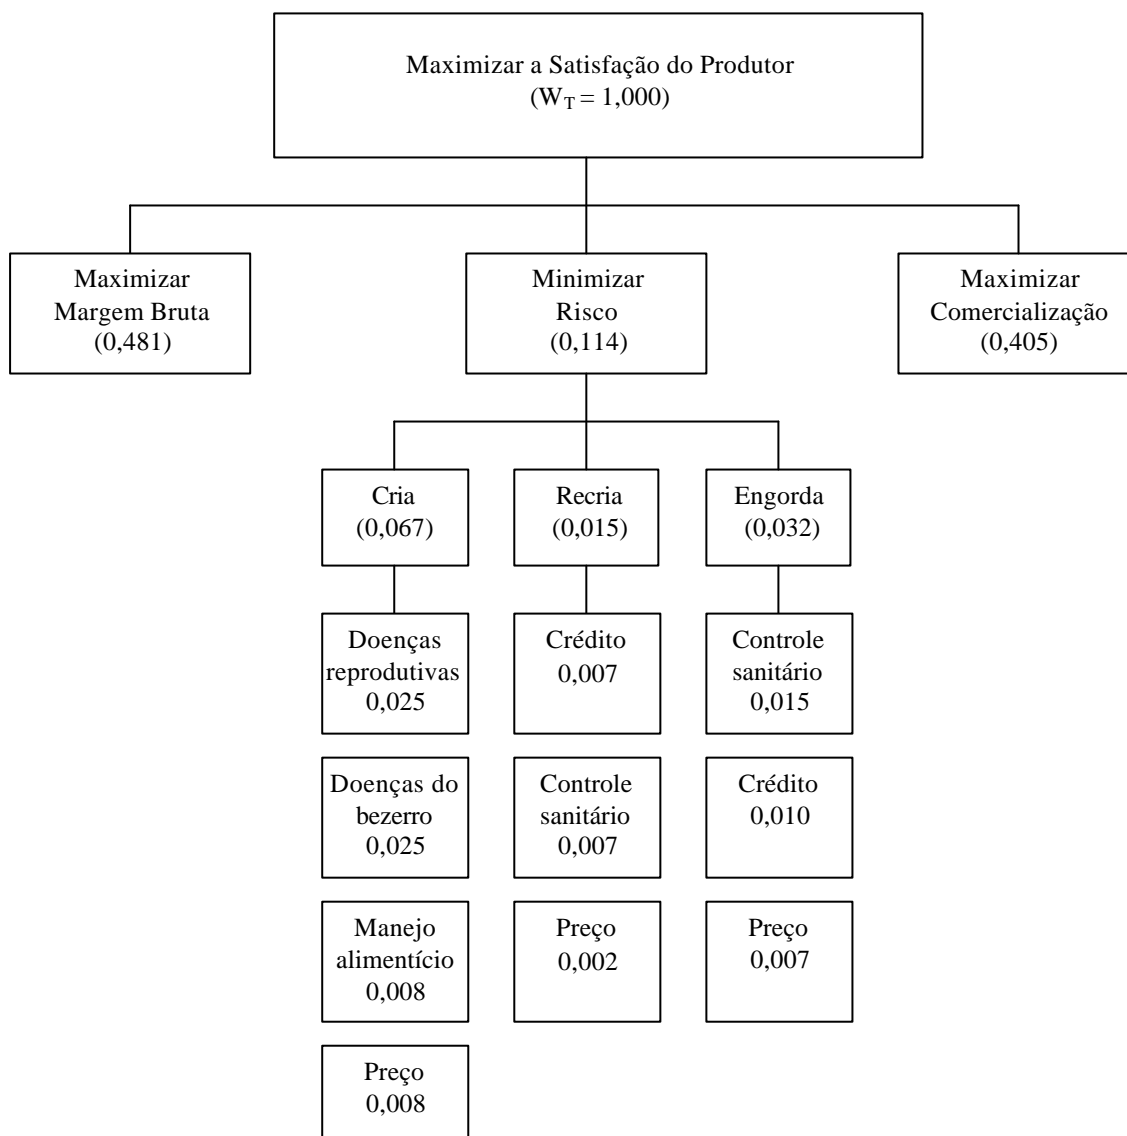 Maximizar a Satisfação do Produtor
(W_T = 1,000)
Maximizar
Margem Bruta
(0,481)
Minimizar
Risco
(0,114)
Maximizar
Comercialização
(0,405)
Cria
(0,067)
Recria
(0,015)
Engorda
(0,032)
Doenças
reprodutivas
0,025
Crédito
0,007
Controle
sanitário
0,015
Doenças do
bezerro
0,025
Controle
sanitário
0,007
Crédito
0,010
Manejo
alimentício
0,008
Preço
0,002
Preço
0,007
Preço
0,008